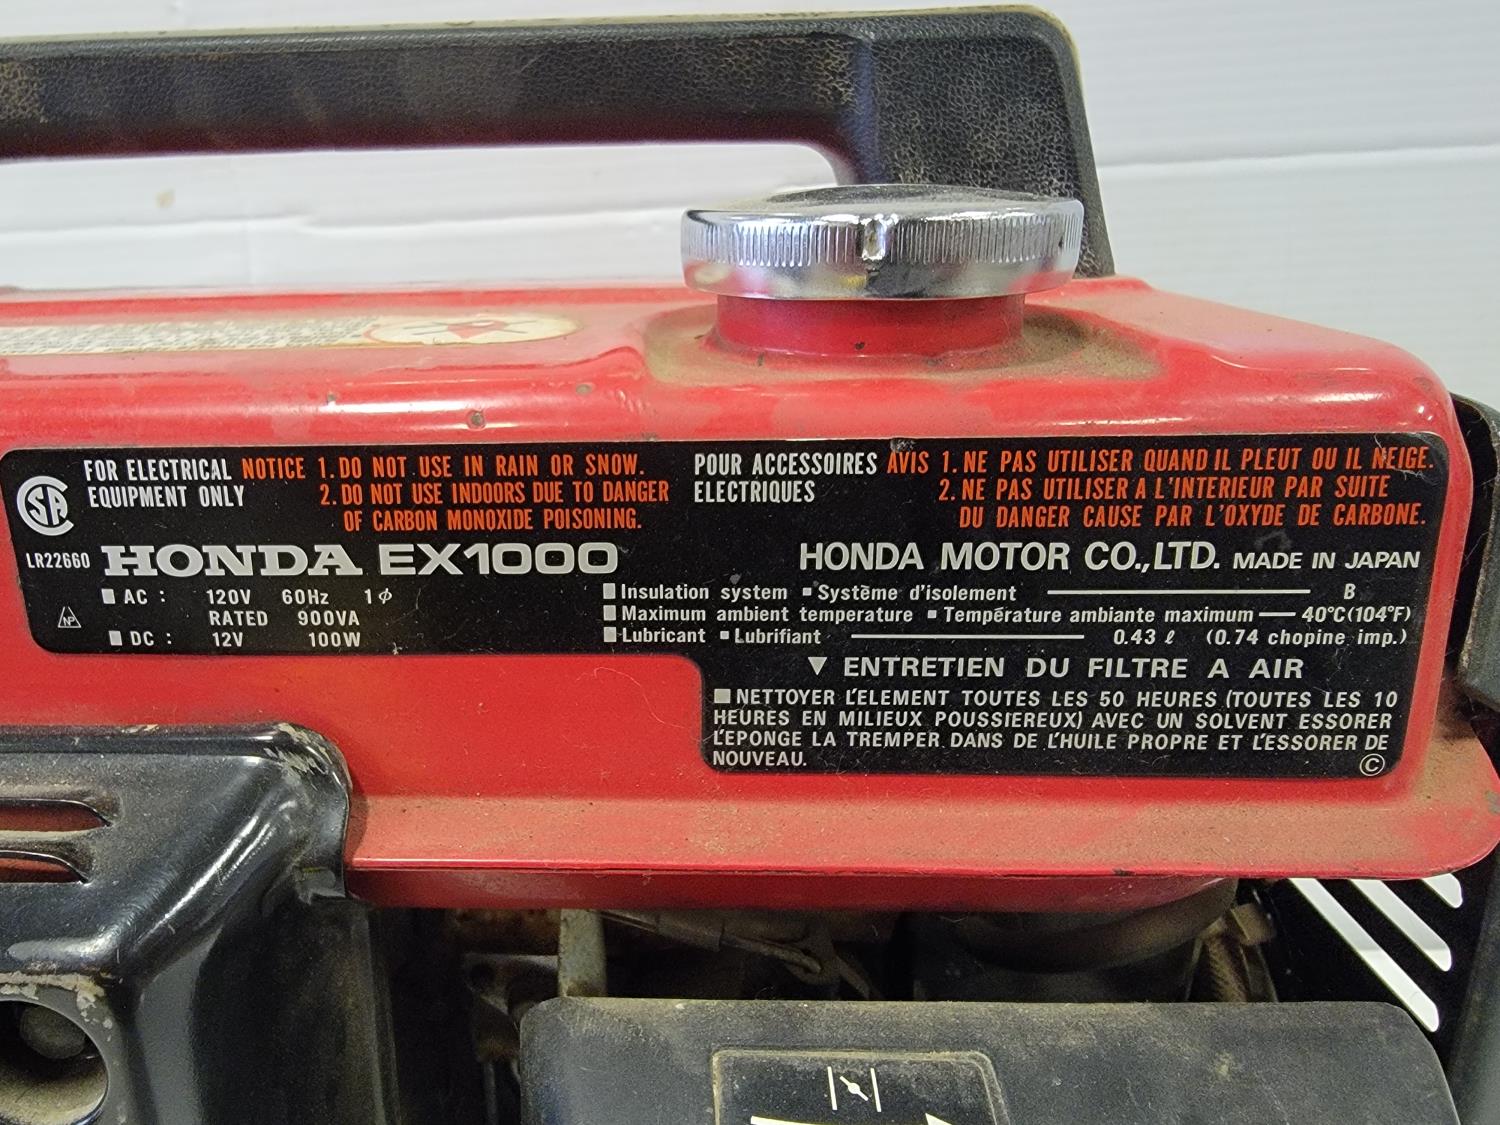 FOR ELECTRICAL
EQUIPMENT ONLY
NOTICE 1. DO NOT USE IN RAIN OR SNOW.
2. DO NOT USE INDOORS DUE TO DANGER
OF CARBON MONOXIDE POISONING.
POUR ACCESSOIRES
ELECTRIQUES
AVIS 1. NE PAS UTILISER QUAND IL PLEUT OU IL NEIGE.
2. NE PAS UTILISER A L'INTERIEUR PAR SUITE
DU DANGER CAUSE PAR L'OXYDE DE CARBONE.
SA
LR22660
HONDA EX1000
HONDA MOTOR CO.,LTD. MADE IN JAPAN
NP
■ AC : 120V 60Hz 1ϕ
RATED 900VA
■ DC : 12V 100W
■ Insulation system ■ Système d'isolement B
■ Maximum ambient temperature ■ Température ambiante maximum 40°C(104°F)
■ Lubricant ■ Lubrifiant 0.43 ℓ (0.74 chopine imp.)
▼ ENTRETIEN DU FILTRE A AIR
■ NETTOYER L'ELEMENT TOUTES LES 50 HEURES (TOUTES LES 10
HEURES EN MILIEUX POUSSIEREUX) AVEC UN SOLVENT ESSORER
L'EPONGE LA TREMPER DANS DE L'HUILE PROPRE ET L'ESSORER DE
NOUVEAU.
©